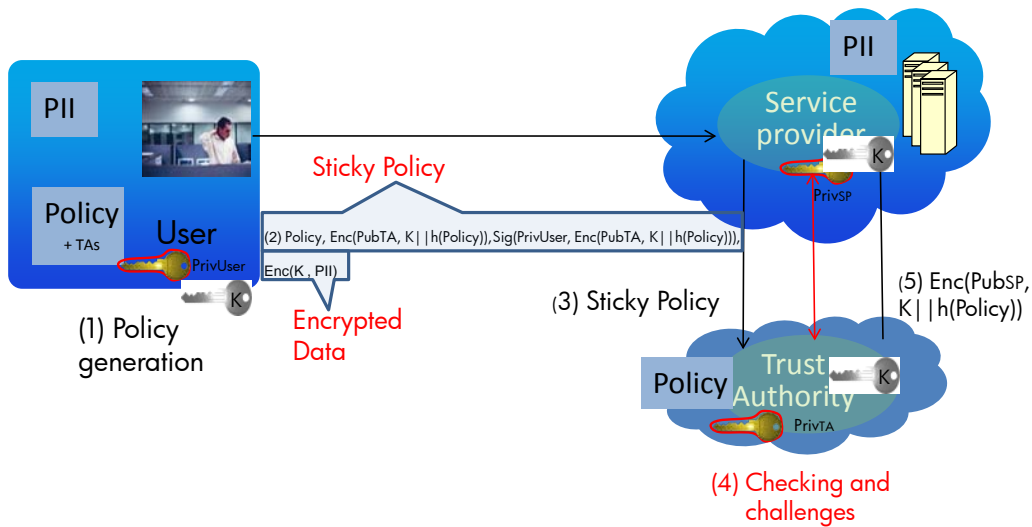 PII
Policy
+ TAs
User
PrivUser
K
(1) Policy
generation
Sticky Policy
(2) Policy, Enc(PubTA, K||h(Policy)),Sig(PrivUser, Enc(PubTA, K||h(Policy))),
Enc(K , PII)
Encrypted
Data
PII
Service
provider
K
PrivSP
(3) Sticky Policy
(5) Enc(PubSP,
K||h(Policy))
Policy
Trust
Authority
K
PrivTA
(4) Checking and
challenges